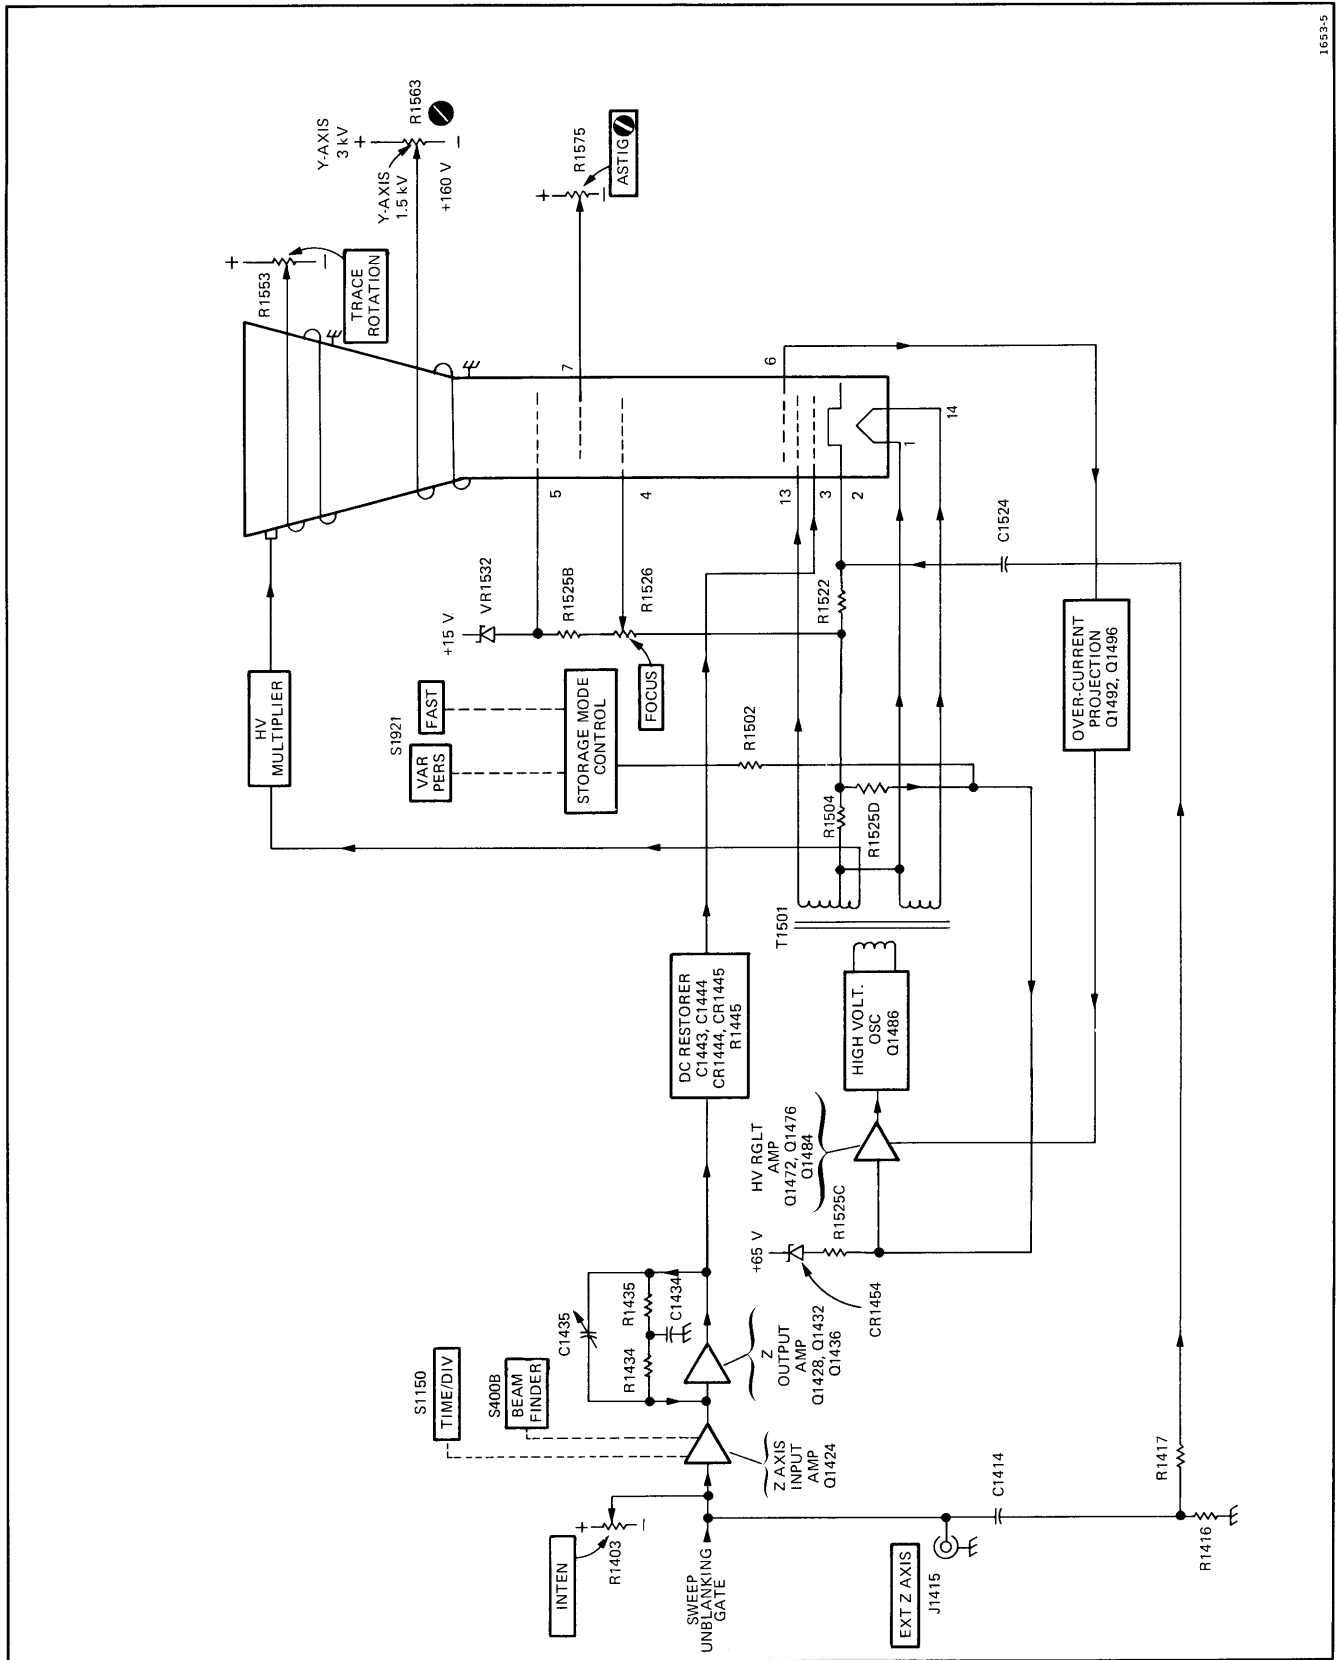 1653-5
Y-AXIS
3 kV
+
R1563
Y-AXIS
1.5 kV
−
+160 V
+
R1575
ASTIG
−
+
R1553
−
TRACE
ROTATION
7
6
5
4
13
3
2
1
14
HV
MULTIPLIER
+15 V
VR1532
R1525B
R1526
FOCUS
S1921
FAST
VAR
PERS
STORAGE MODE
CONTROL
R1502
R1522
C1524
R1504
R1525D
T1501
OVER-CURRENT
PROJECTION
Q1492, Q1496
DC RESTORER
C1443, C1444
CR1444, CR1445
R1445
HIGH VOLT.
OSC
Q1486
HV RGLT
AMP
Q1472, Q1476
Q1484
+65 V
R1525C
CR1454
C1435
R1434
R1435
C1434
Z
OUTPUT
AMP
Q1428, Q1432
Q1436
S1150
TIME/DIV
S400B
BEAM
FINDER
Z AXIS
INPUT
AMP
Q1424
INTEN
+
−
R1403
SWEEP
UNBLANKING
GATE
EXT Z AXIS
J1415
C1414
R1417
R1416